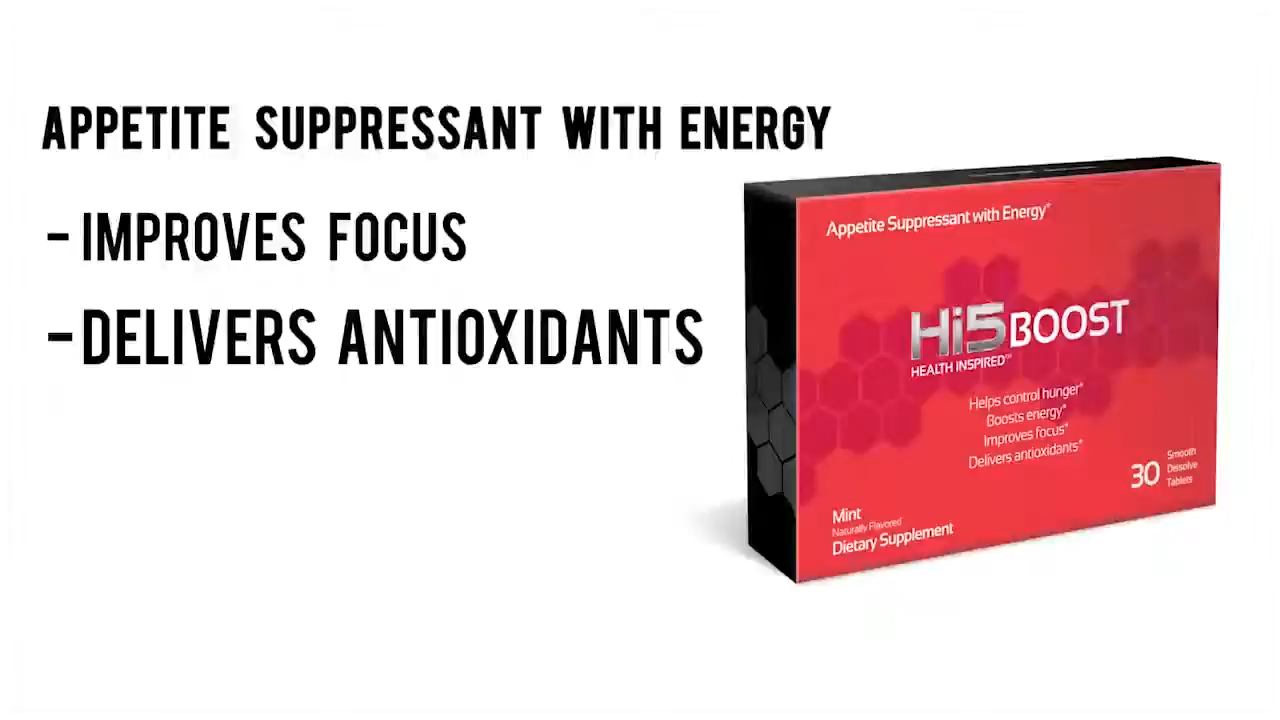 APPETITE SUPPRESSANT WITH ENERGY
- IMPROVES FOCUS
- DELIVERS ANTIOXIDANTS
Appetite Suppressant with Energy*
Hi5 BOOST
HEALTH INSPIRED™
Helps control hunger*
Boosts energy*
Improves focus*
Delivers antioxidants*
30 Smooth
Dissolve
Tablets
Mint
Naturally Flavored
Dietary Supplement